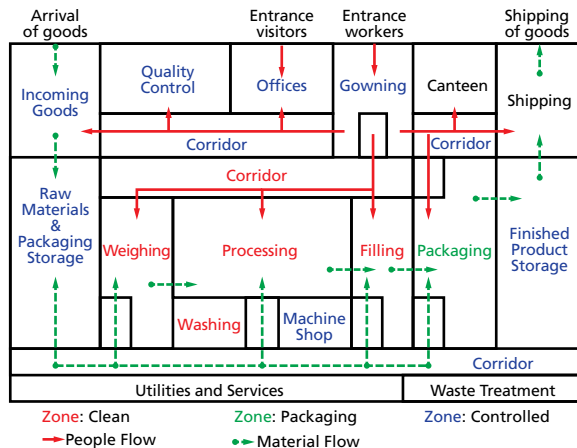 Arrival
of goods
Entrance
visitors
Entrance
workers
Shipping
of goods
Incoming
Goods
Quality
Control
Offices
Gowning
Canteen
Shipping
Corridor
Corridor
Corridor
Raw
Materials
&
Packaging
Storage
Weighing
Processing
Filling
Packaging
Finished
Product
Storage
Washing
Machine
Shop
Corridor
Utilities and Services
Waste Treatment
Zone: Clean
Zone: Packaging
Zone: Controlled
People Flow
Material Flow